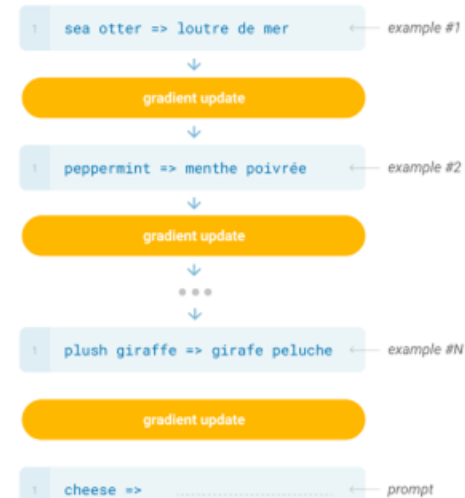 1 sea otter => loutre de mer example #1
gradient update
1 peppermint => menthe poivrée example #2
gradient update
1 plush giraffe => girafe peluche example #N
gradient update
1 cheese => prompt